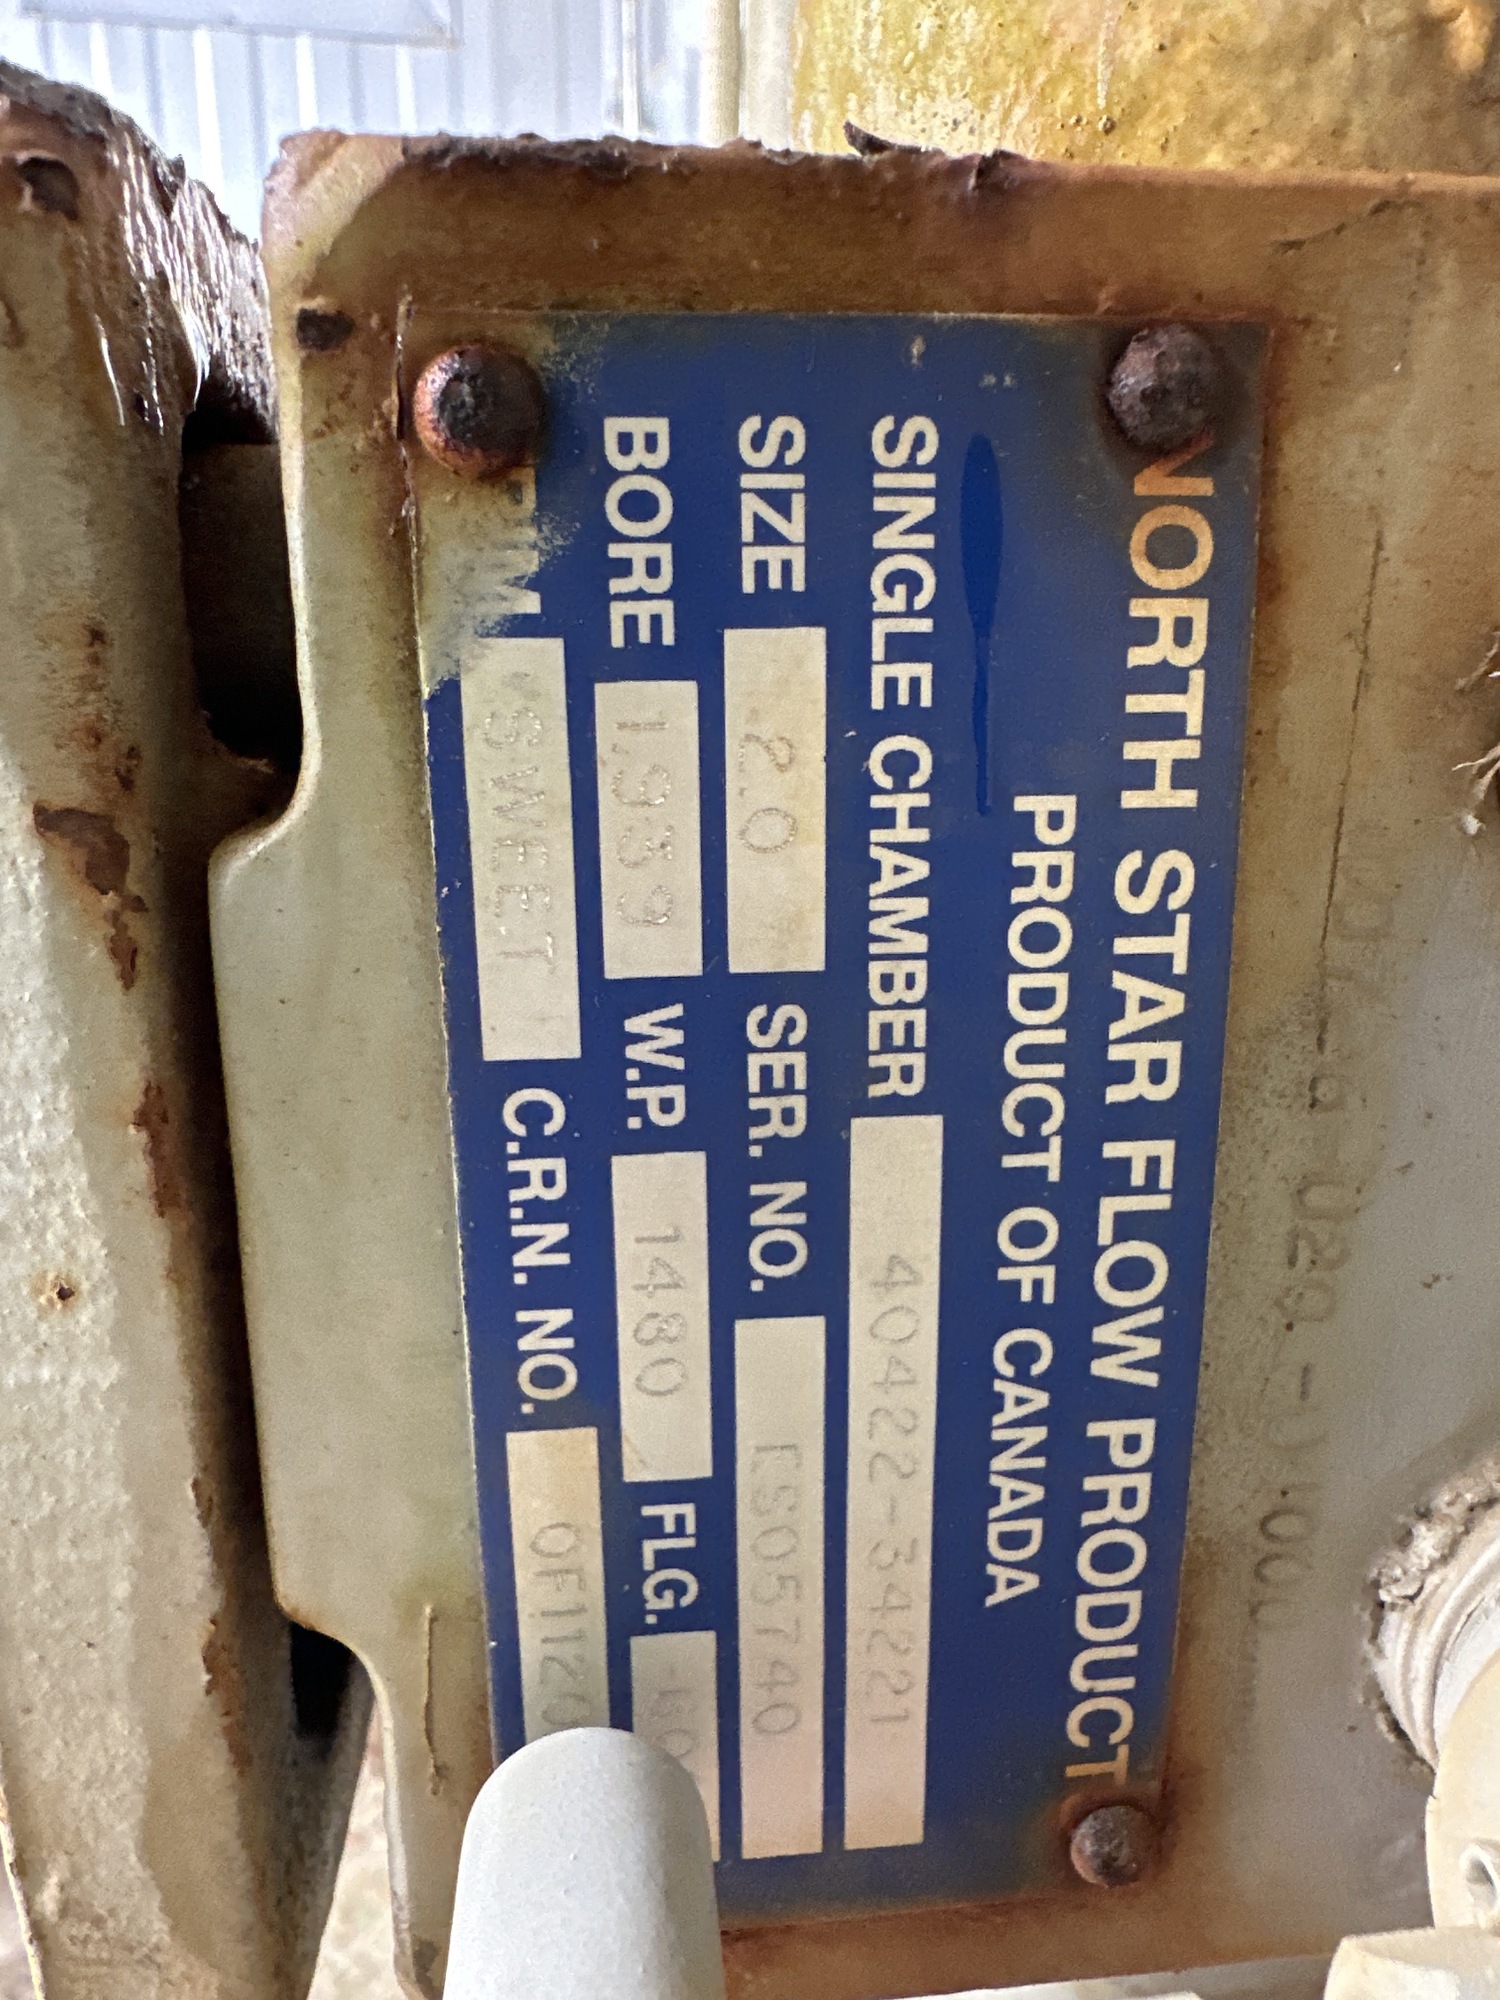 NORTH STAR FLOW PRODUCT
PRODUCT OF CANADA
SINGLE CHAMBER 40422-34221
SIZE 2.0 SER. NO. ES05740
BORE 1.939 W.P. 1480 FLG.
SWEET C.R.N. NO.